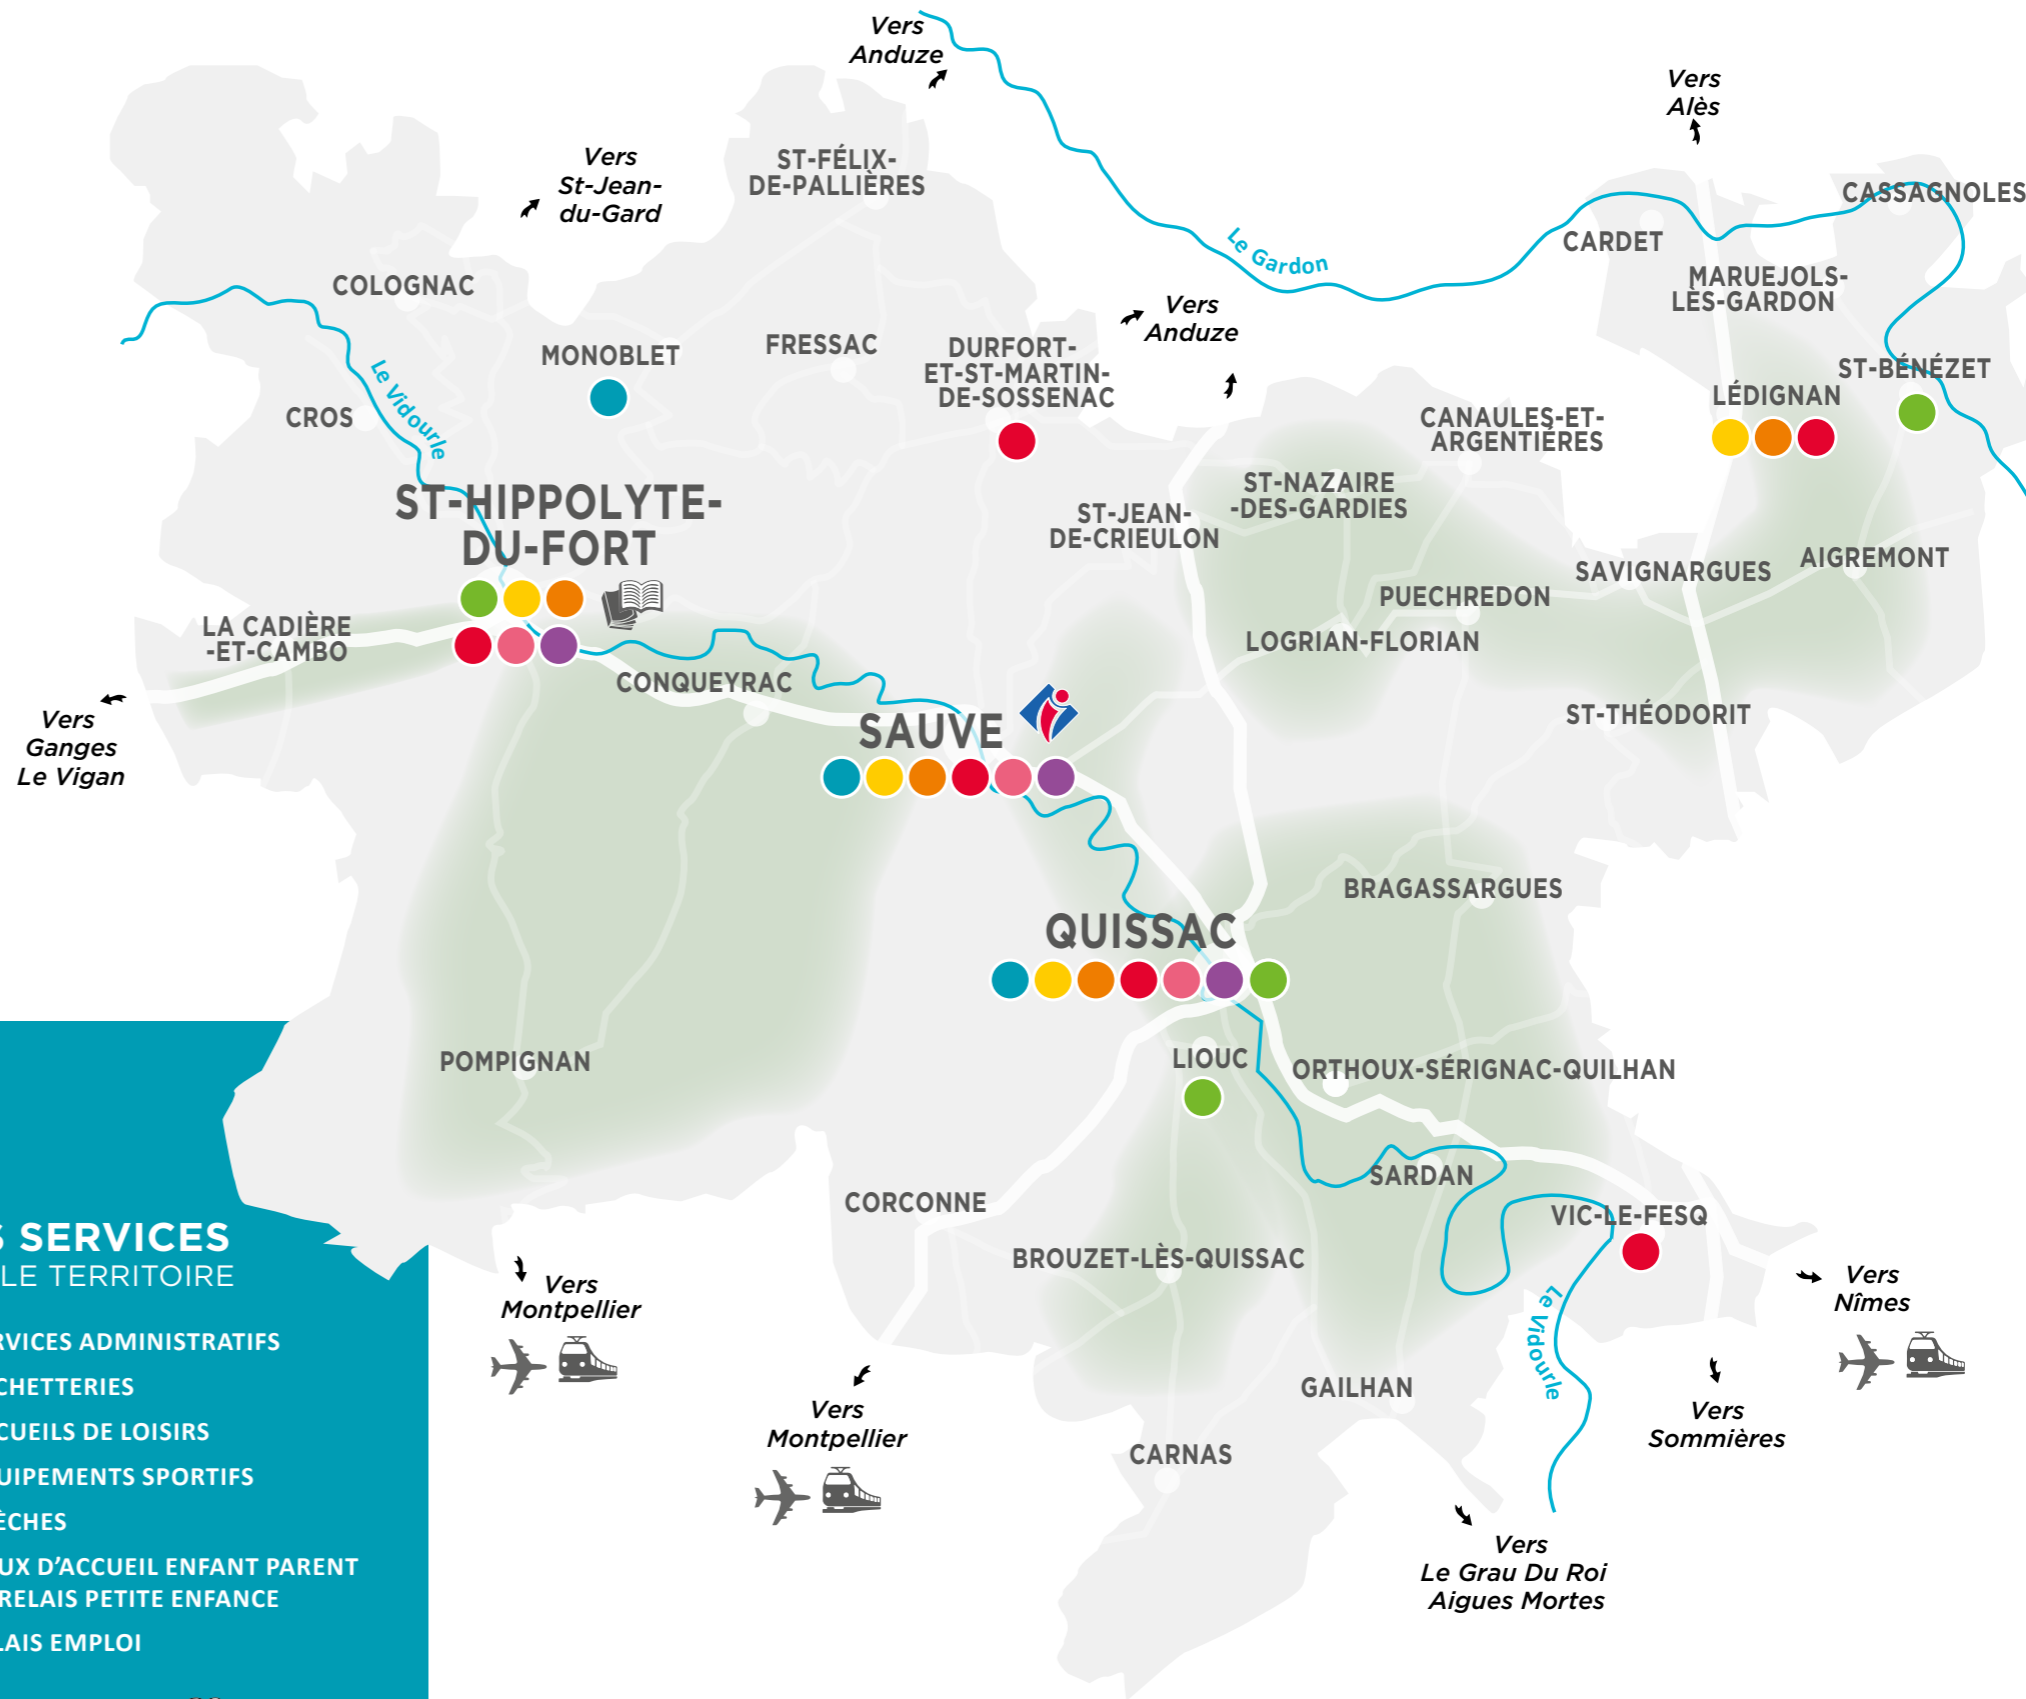 Vers
Anduze
Vers
Alès
Vers
St-Jean-
du-Gard
ST-FÉLIX-
DE-PALLIÈRES
CASSAGNOLES
CARDET
Le Gardon
MARUEJOLS-
LÈS-GARDON
COLOGNAC
Vers
Anduze
MONOBLET
FRESSAC
DURFORT-
ET-ST-MARTIN-
DE-SOSSENAC
ST-BÉNÉZET
LÉDIGNAN
CROS
Le Vidourle
CANAULES-ET-
ARGENTIÈRES
ST-HIPPOLYTE-
DU-FORT
ST-NAZAIRE
-DES-GARDIES
ST-JEAN-
DE-CRIEULON
SAVIGNARGUES
AIGREMONT
PUECHREDON
LA CADIÈRE
-ET-CAMBO
LOGRIAN-FLORIAN
CONQUEYRAC
Vers
Ganges
Le Vigan
SAUVE
ST-THÉODORIT
BRAGASSARGUES
QUISSAC
POMPIGNAN
LIOUC
ORTHOUX-SÉRIGNAC-QUILHAN
SARDAN
CORCONNE
VIC-LE-FESQ
BROUZET-LÈS-QUISSAC
Vers
Montpellier
Vers
Nîmes
Le Vidourle
GAILHAN
Vers
Montpellier
Vers
Sommières
CARNAS
Vers
Le Grau Du Roi
Aigues Mortes
S SERVICES
LE TERRITOIRE
RVICES ADMINISTRATIFS
CHETTERIES
CUEILS DE LOISIRS
UIPEMENTS SPORTIFS
ÈCHES
UX D'ACCUEIL ENFANT PARENT
RELAIS PETITE ENFANCE
LAIS EMPLOI